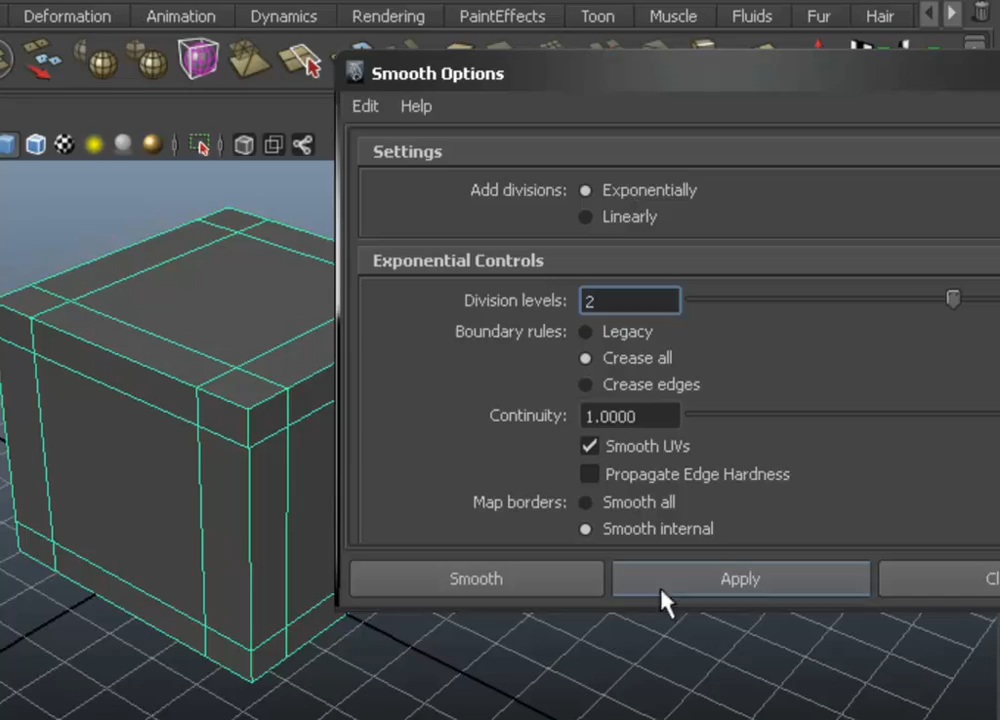 Deformation Animation Dynamics Rendering PaintEffects Toon Muscle Fluids Fur Hair
Smooth Options
Edit Help
Settings
Add divisions: Exponentially
Linearly
Exponential Controls
Division levels: 2
Boundary rules: Legacy
Crease all
Crease edges
Continuity: 1.0000
Smooth UVs
Propagate Edge Hardness
Map borders: Smooth all
Smooth internal
Smooth Apply Cl